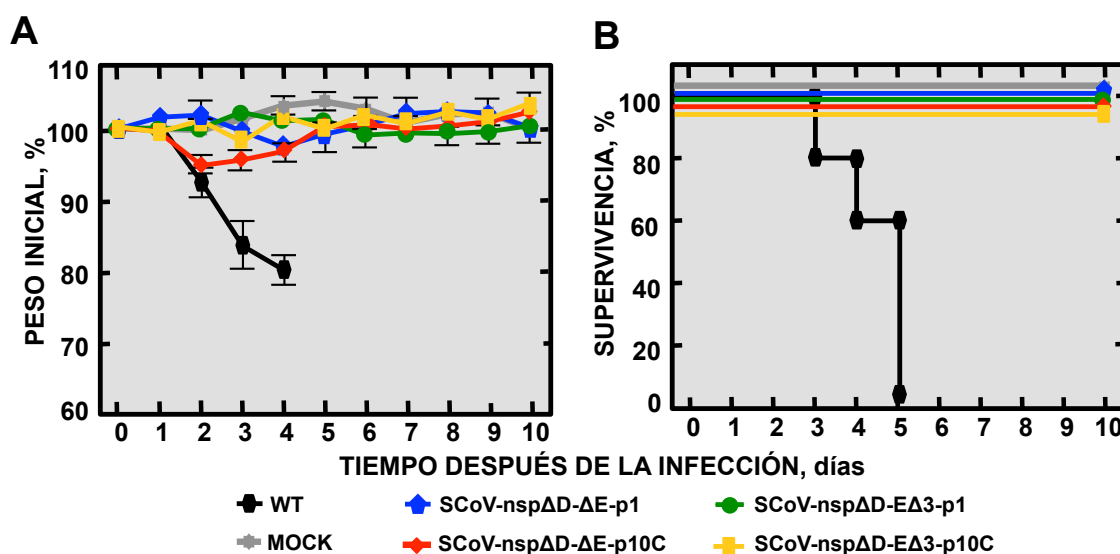 A
B
PESO INICIAL, %
110
100
90
80
70
60
0 1 2 3 4 5 6 7 8 9 10
SUPERVIVENCIA, %
100
80
60
40
20
0
0 1 2 3 4 5 6 7 8 9 10
TIEMPO DESPUÉS DE LA INFECCIÓN, días
WT SCoV-nspΔD-ΔE-p1 SCoV-nspΔD-EΔ3-p1
MOCK SCoV-nspΔD-ΔE-p10C SCoV-nspΔD-EΔ3-p10C